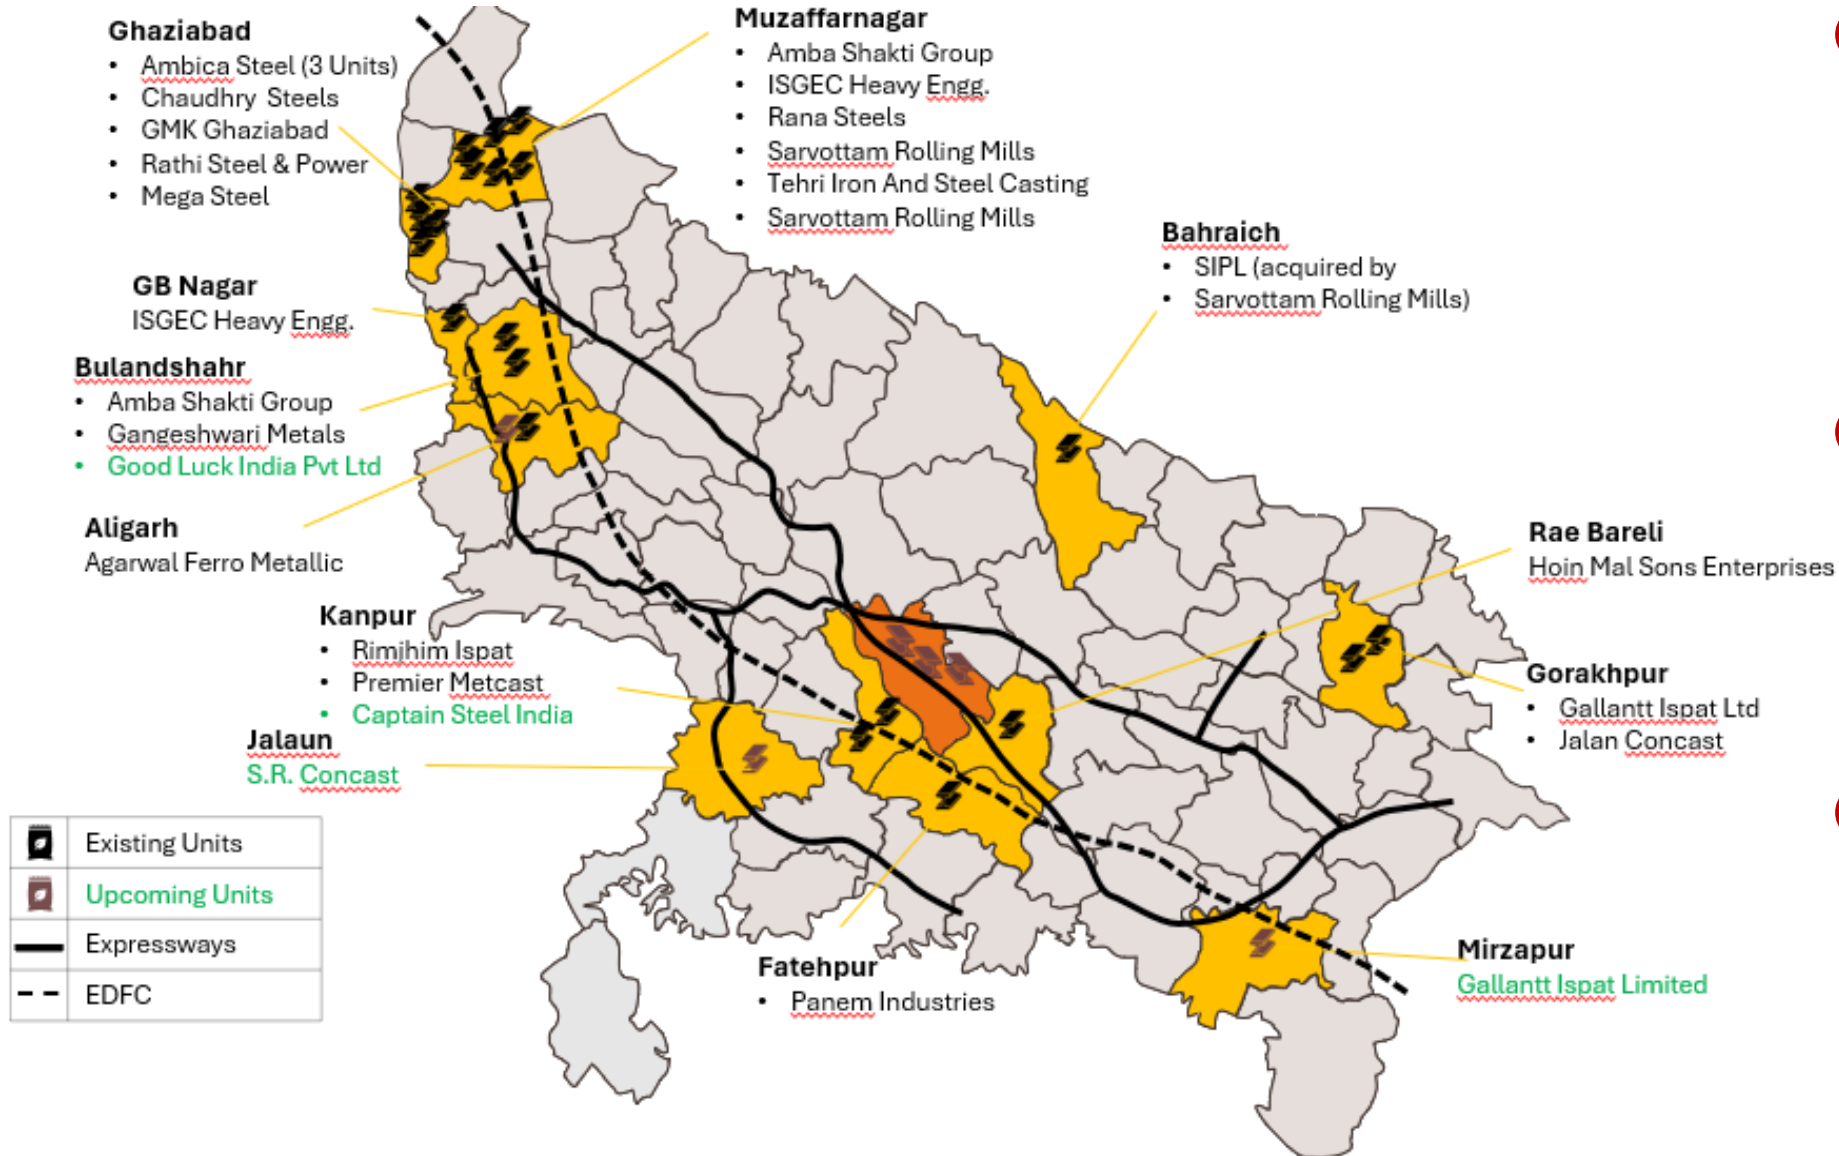 Ghaziabad
• Ambica Steel (3 Units)
• Chaudhry Steels
• GMK Ghaziabad
• Rathi Steel & Power
• Mega Steel
Muzaffarnagar
• Amba Shakti Group
• ISGEC Heavy Engg.
• Rana Steels
• Sarvottam Rolling Mills
• Tehri Iron And Steel Casting
• Sarvottam Rolling Mills
Bahraich
• SIPL (acquired by
• Sarvottam Rolling Mills)
GB Nagar
ISGEC Heavy Engg.
Bulandshahr
• Amba Shakti Group
• Gangeshwari Metals
• Good Luck India Pvt Ltd
Aligarh
Agarwal Ferro Metallic
Rae Bareli
Hoin Mal Sons Enterprises
Kanpur
• Rimjhim Ispat
• Premier Metcast
• Captain Steel India
Gorakhpur
• Gallantt Ispat Ltd
• Jalan Concast
Jalaun
S.R. Concast
Existing Units
Upcoming Units
Expressways
EDFC
Fatehpur
• Panem Industries
Mirzapur
Gallantt Ispat Limited